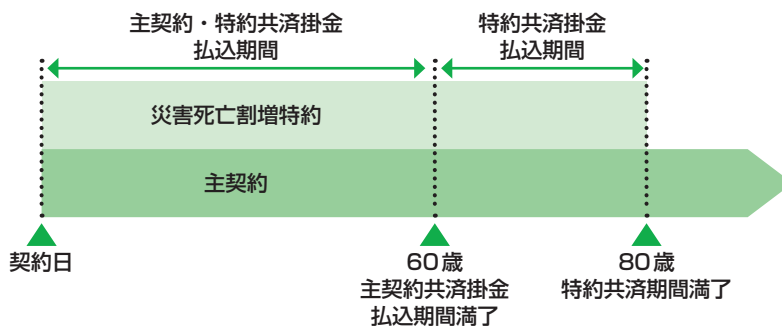 主契約・特約共済掛金
払込期間
特約共済掛金
払込期間
災害死亡割増特約
主契約
契約日
60歳
主契約共済掛金
払込期間満了
80歳
特約共済期間満了